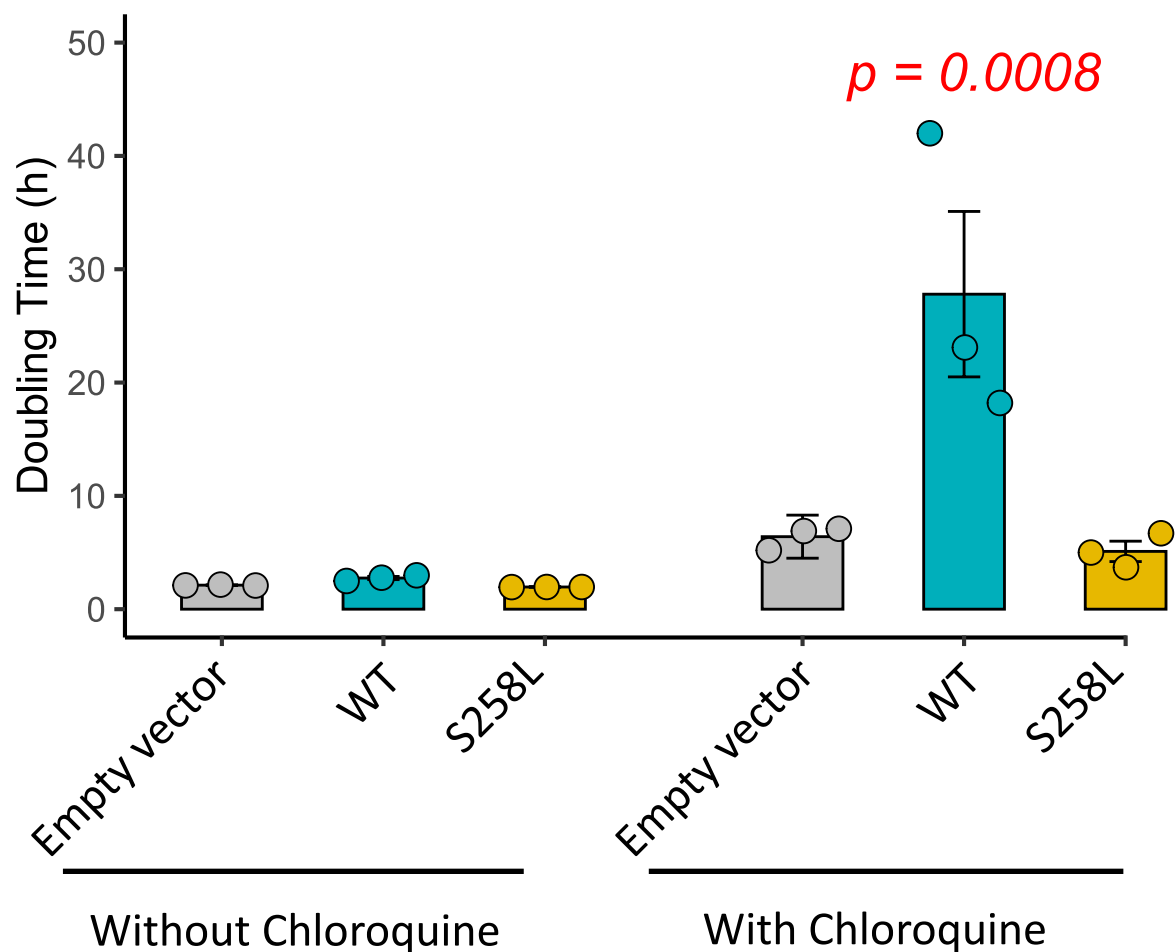 p = 0.0008
Doubling Time (h)
50
40
30
20
10
0
Empty vector
WT
S258L
Empty vector
WT
S258L
Without Chloroquine
With Chloroquine